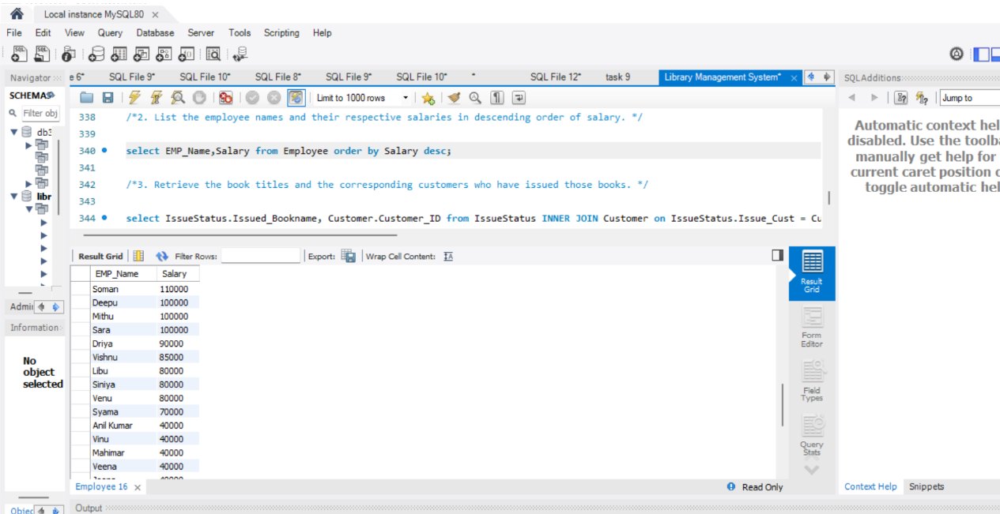 Local instance MySQL80
File Edit View Query Database Server Tools Scripting Help
Navigator
e 6* SQL File 9* SQL File 10* SQL File 8* SQL File 9* SQL File 10* * SQL File 12* task 9 Library Management System*
SQLAdditions
SCHEMAS
Limit to 1000 rows
Jump to
Filter obj
338 /*2. List the employee names and their respective salaries in descending order of salary. */
339
340 select EMP_Name,Salary from Employee order by Salary desc;
341
342 /*3. Retrieve the book titles and the corresponding customers who have issued those books. */
343
344 select IssueStatus.Issued_Bookname, Customer.Customer_ID from IssueStatus INNER JOIN Customer on IssueStatus.Issue_Cust = Cu
db3
libr
Automatic context hel
disabled. Use the toolba
manually get help for
current caret position o
toggle automatic hel
Result Grid Filter Rows: Export: Wrap Cell Content:
EMP_Name Salary
Soman 110000
Deepu 100000
Mithu 100000
Sara 100000
Driya 90000
Vishnu 85000
Libu 80000
Siniya 80000
Venu 80000
Syama 70000
Anil Kumar 40000
Vinu 40000
Mahimar 40000
Veena 40000
Result
Grid
Form
Editor
Field
Types
Query
Stats
Admin
Information
No
object
selected
Employee 16
Read Only
Context Help Snippets
Objec
Output